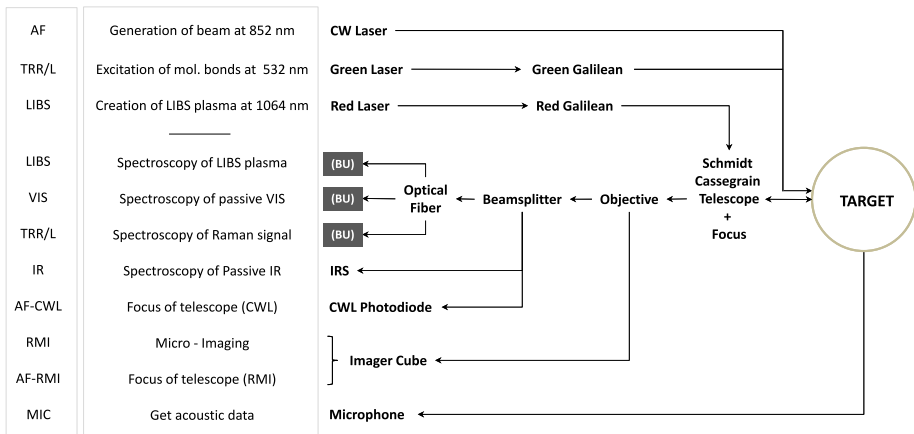 AF Generation of beam at 852 nm CW Laser
TRR/L Excitation of mol. bonds at 532 nm Green Laser Green Galilean
LIBS Creation of LIBS plasma at 1064 nm Red Laser Red Galilean
LIBS Spectroscopy of LIBS plasma (BU)
VIS Spectroscopy of passive VIS (BU)
TRR/L Spectroscopy of Raman signal (BU)
Optical
Fiber
Beamsplitter
Objective
Schmidt
Cassegrain
Telescope
+
Focus
TARGET
IR Spectroscopy of Passive IR IRS
AF-CWL Focus of telescope (CWL) CWL Photodiode
RMI Micro - Imaging
Imager Cube
AF-RMI Focus of telescope (RMI)
MIC Get acoustic data Microphone